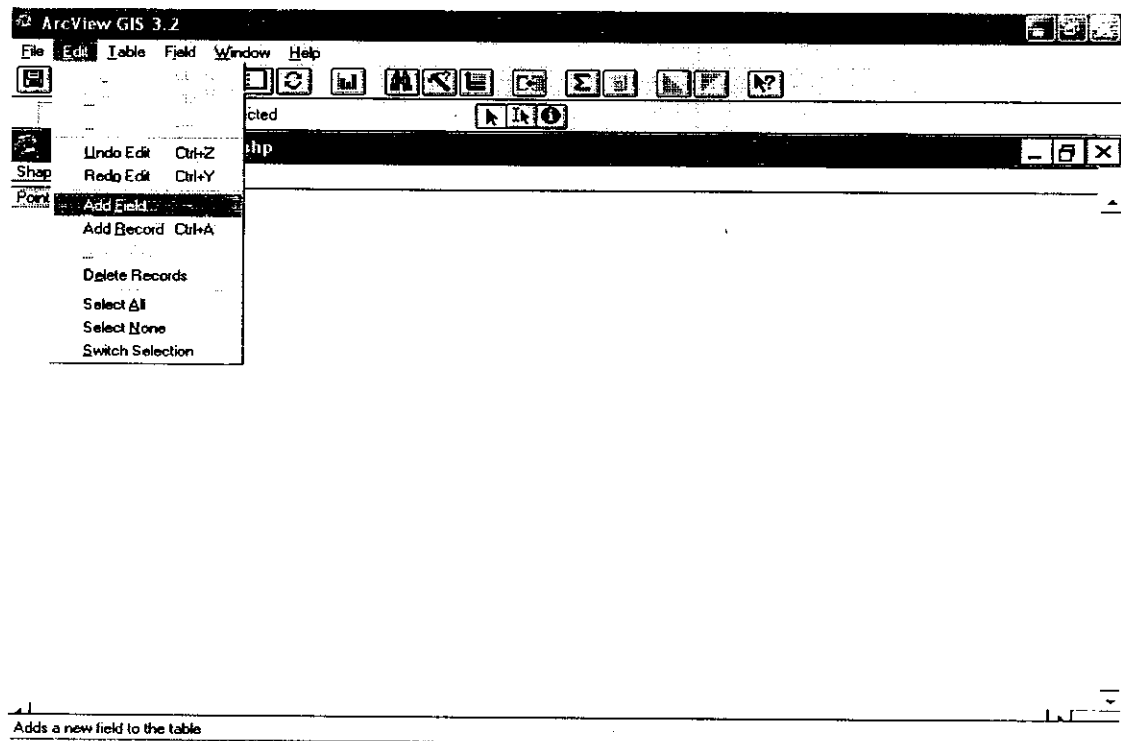 ArcView GIS 3.2
File Edit Table Field Window Help
cted
shp
Shap
Point
Undo Edit Ctrl+Z
Redo Edit Ctrl+Y
Add Field...
Add Record Ctrl+A
Delete Records
Select All
Select None
Switch Selection
Adds a new field to the table